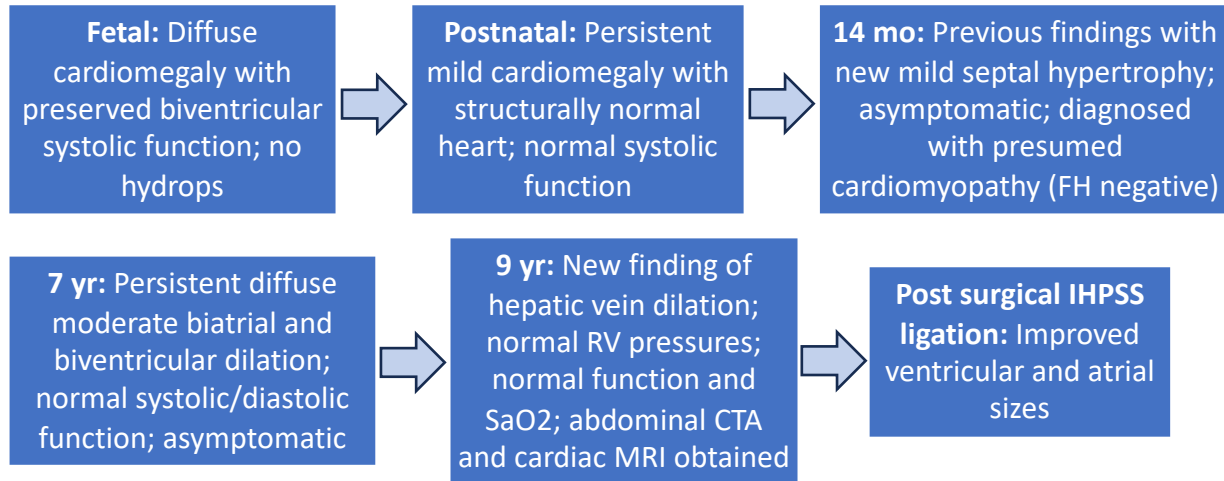 Fetal: Diffuse
cardiomegaly with
preserved biventricular
systolic function; no
hydrops
Postnatal: Persistent
mild cardiomegaly with
structurally normal
heart; normal systolic
function
14 mo: Previous findings with
new mild septal hypertrophy;
asymptomatic; diagnosed
with presumed
cardiomyopathy (FH negative)
7 yr: Persistent diffuse
moderate biatrial and
biventricular dilation;
normal systolic/diastolic
function; asymptomatic
9 yr: New finding of
hepatic vein dilation;
normal RV pressures;
normal function and
SaO2; abdominal CTA
and cardiac MRI obtained
Post surgical IHPSS
ligation: Improved
ventricular and atrial
sizes